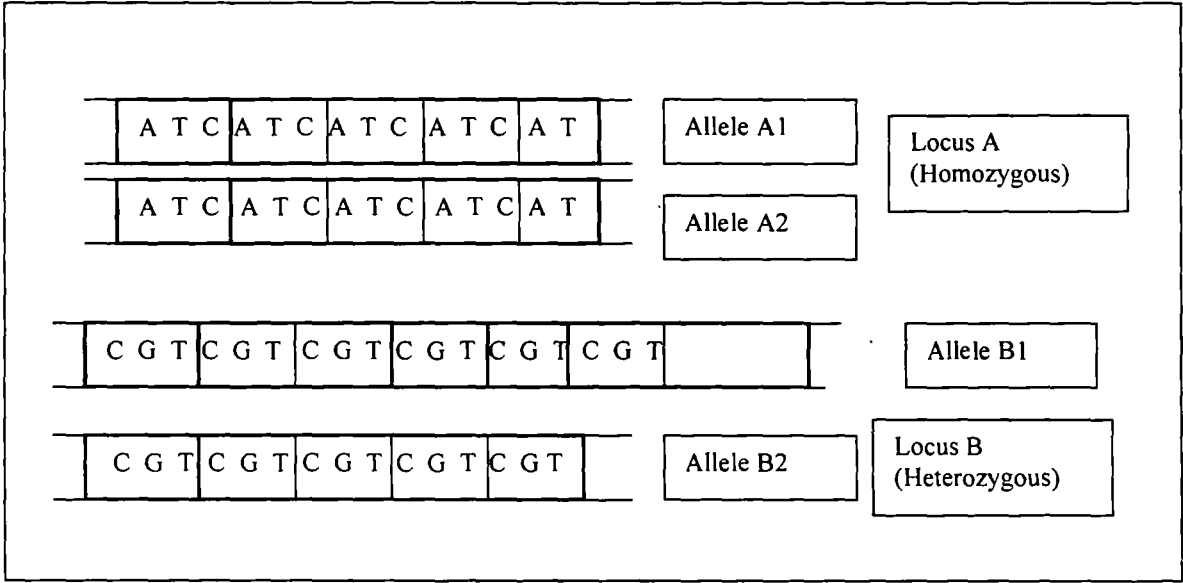 A T C A T C A T C A T C A T
Allele A1
Locus A
(Homozygous)
A T C A T C A T C A T C A T
Allele A2
C G T C G T C G T C G T C G T C G T
Allele B1
C G T C G T C G T C G T C G T
Allele B2
Locus B
(Heterozygous)